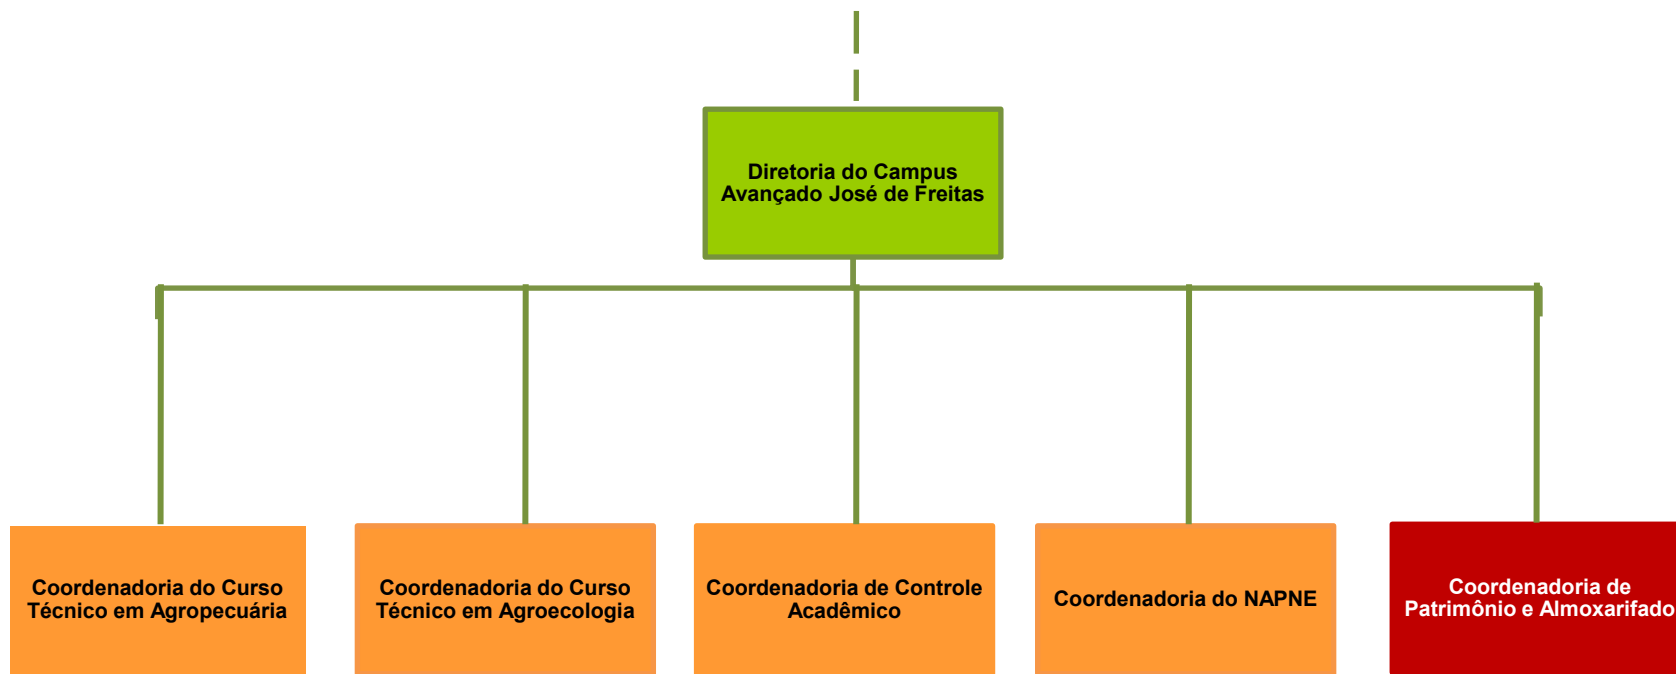 Diretoria do Campus
Avançado José de Freitas
Coordenadoria do Curso
Técnico em Agropecuária
Coordenadoria do Curso
Técnico em Agroecologia
Coordenadoria de Controle
Acadêmico
Coordenadoria do NAPNE
Coordenadoria de
Patrimônio e Almoxarifado